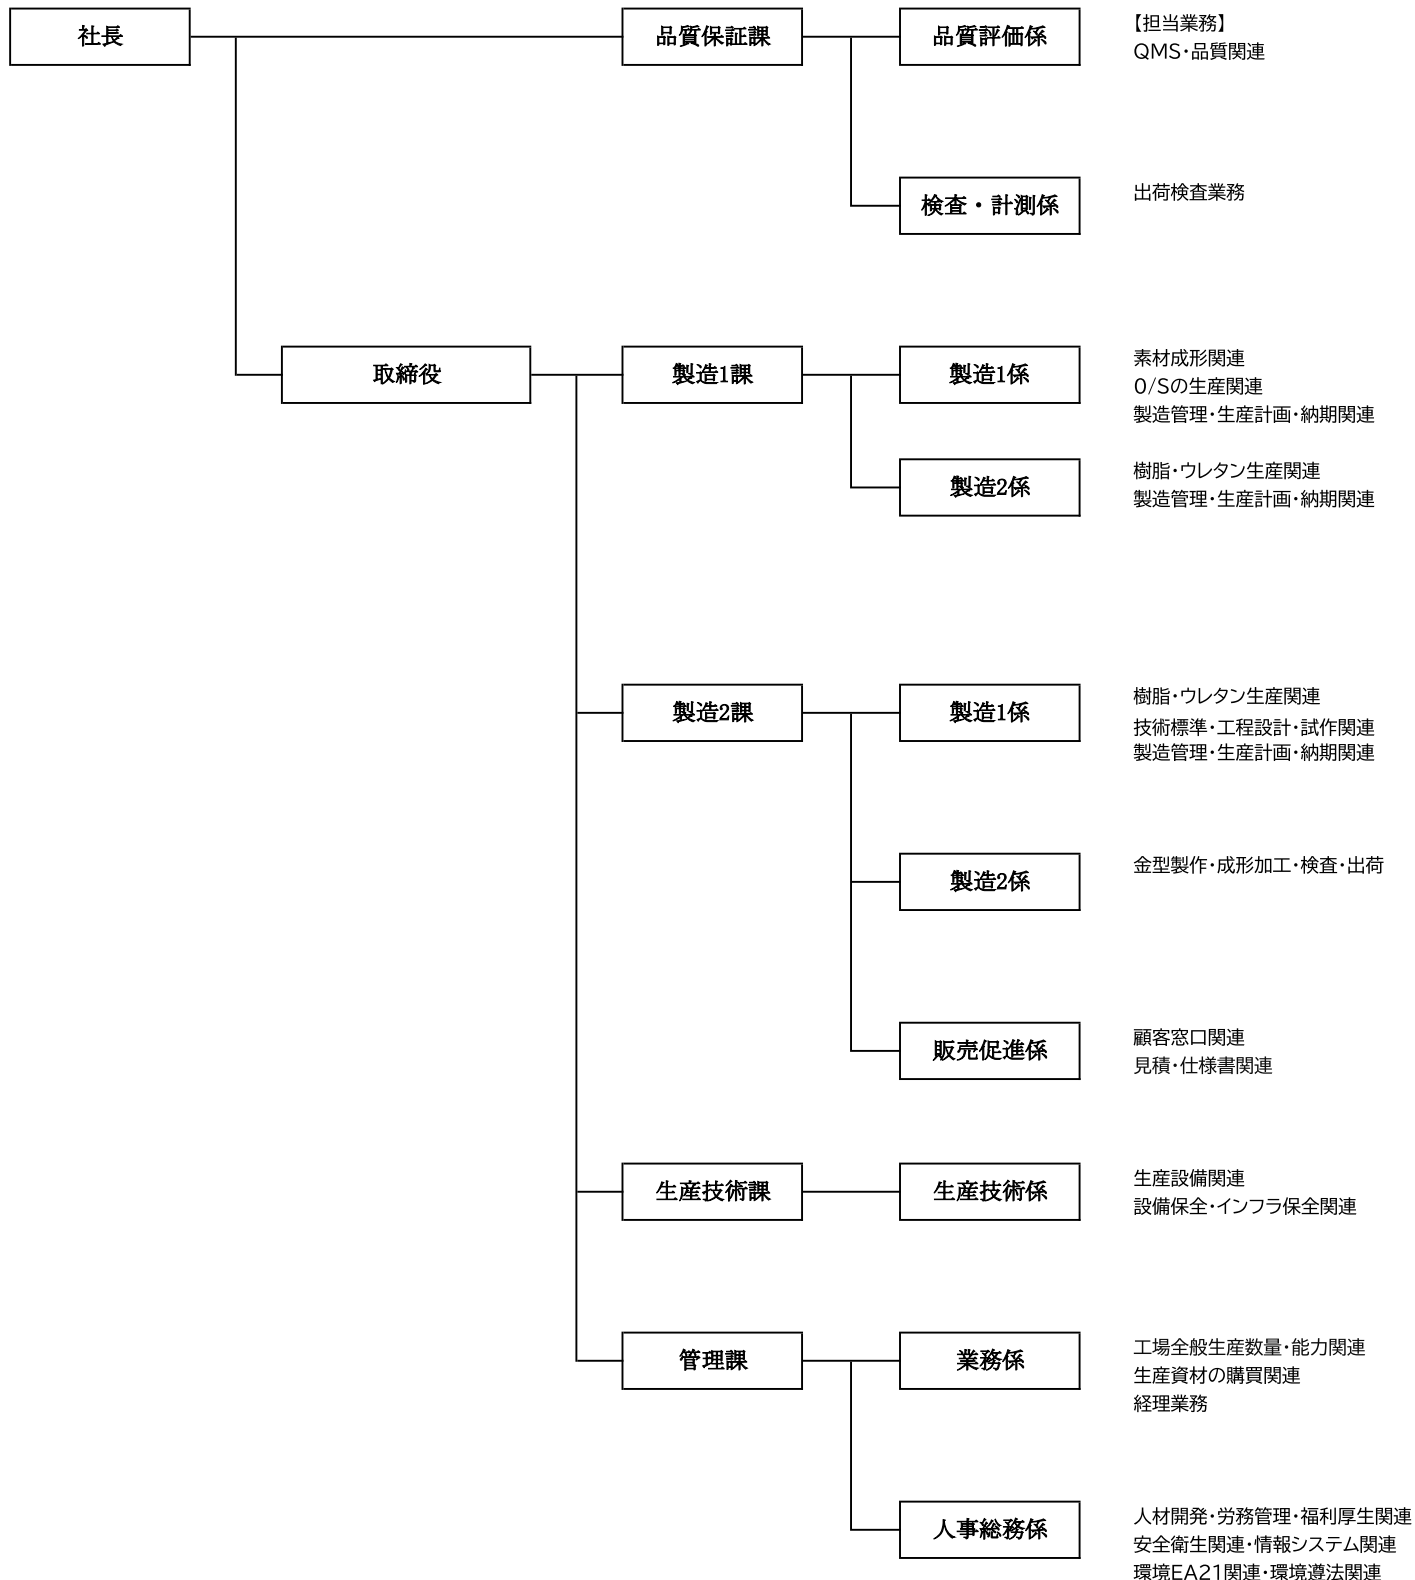 社長
品質保証課
品質評価係
【担当業務】
QMS・品質関連
検査・計測係
出荷検査業務
取締役
製造1課
製造1係
素材成形関連
O/Sの生産関連
製造管理・生産計画・納期関連
製造2係
樹脂・ウレタン生産関連
製造管理・生産計画・納期関連
製造2課
製造1係
樹脂・ウレタン生産関連
技術標準・工程設計・試作関連
製造管理・生産計画・納期関連
製造2係
金型製作・成形加工・検査・出荷
販売促進係
顧客窓口関連
見積・仕様書関連
生産技術課
生産技術係
生産設備関連
設備保全・インフラ保全関連
管理課
業務係
工場全般生産数量・能力関連
生産資材の購買関連
経理業務
人事総務係
人材開発・労務管理・福利厚生関連
安全衛生関連・情報システム関連
環境EA21関連・環境遵法関連